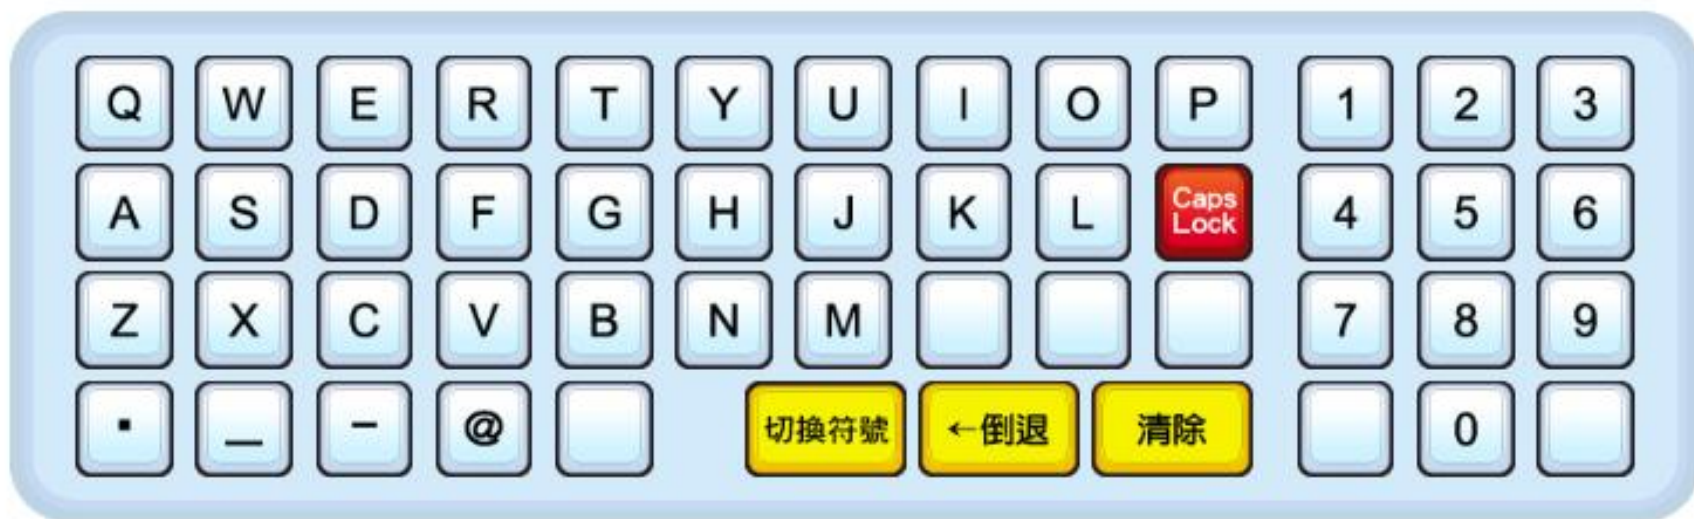 Q W E R T Y U I O P 1 2 3
A S D F G H J K L Caps Lock 4 5 6
Z X C V B N M 7 8 9
. _ - @ 切換符號 ←倒退 清除 0